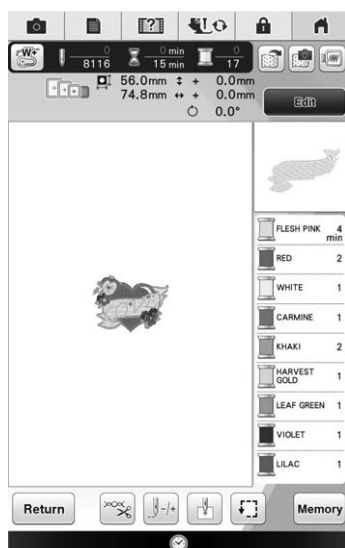 ?
W+
0 0 min 0
8116 15 min 17
56.0mm + 0.0mm
74.8mm + 0.0mm
0.0°
Edit
FLESH PINK 4
min
RED 2
WHITE 1
CARMINE 1
KHAKI 2
HARVEST
GOLD 1
LEAF GREEN 1
VIOLET 1
LILAC 1
Return -/+ Memory